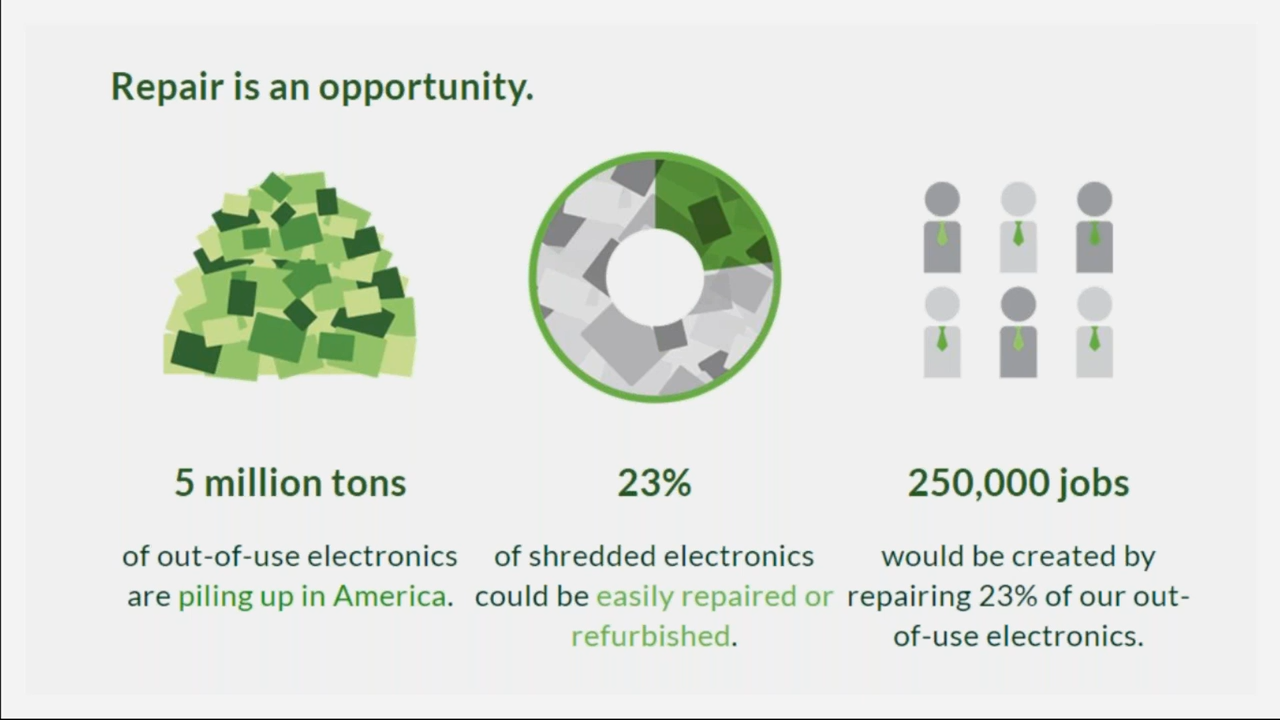 Repair is an opportunity.
5 million tons
of out-of-use electronics
are piling up in America.
23%
of shredded electronics
could be easily repaired or
refurbished.
250,000 jobs
would be created by
repairing 23% of our out-
of-use electronics.